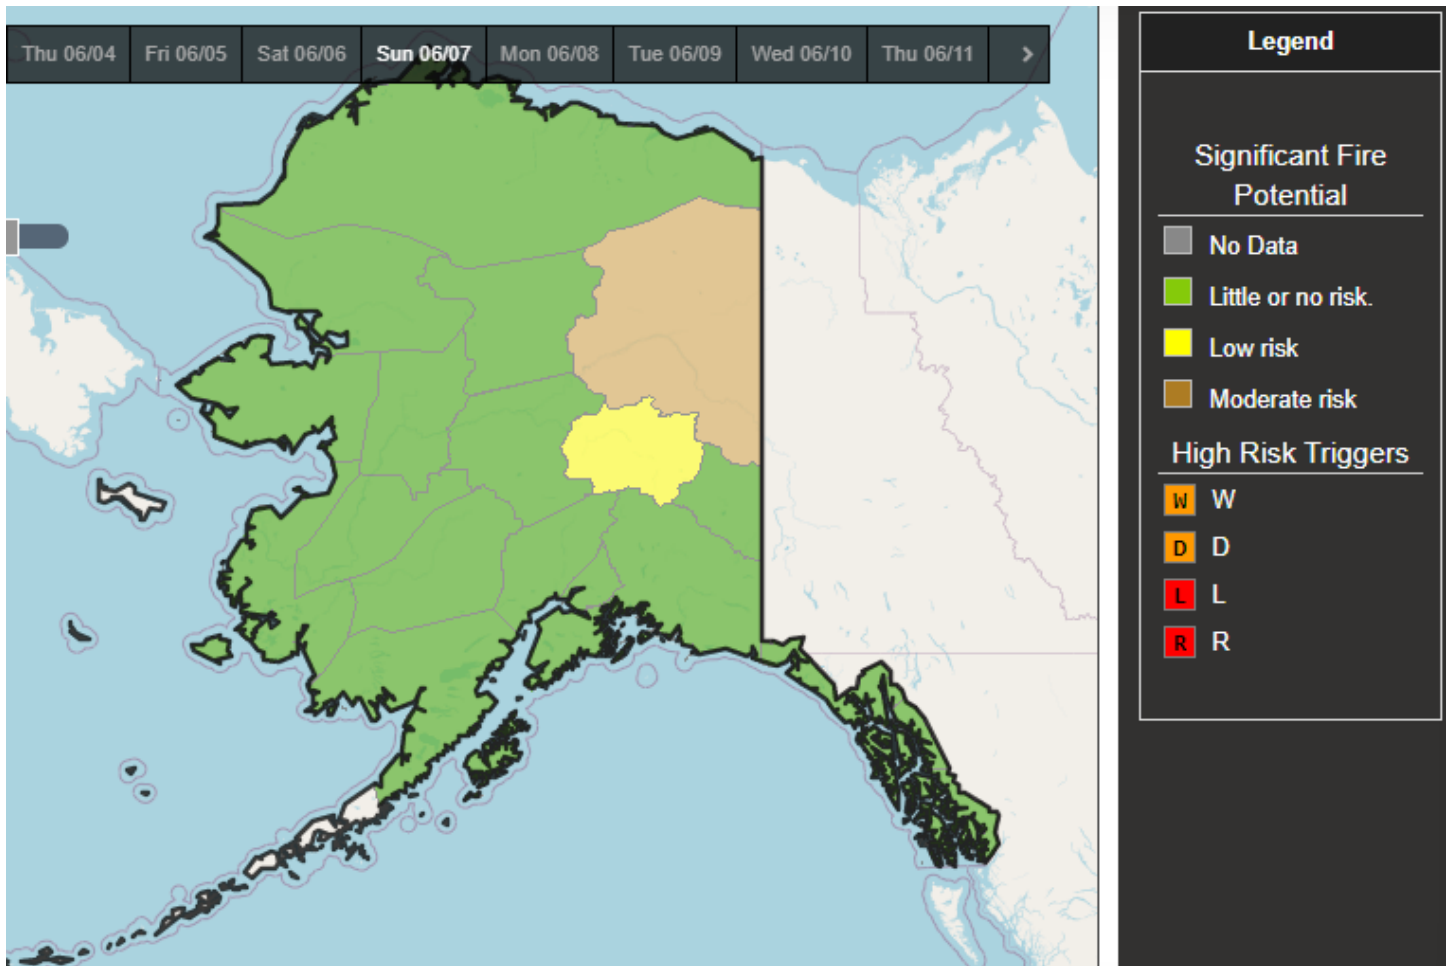 Thu 06/04 Fri 06/05 Sat 06/06 Sun 06/07 Mon 06/08 Tue 06/09 Wed 06/10 Thu 06/11 >
Legend
Significant Fire
Potential
No Data
Little or no risk.
Low risk
Moderate risk
High Risk Triggers
W W
D D
L L
R R